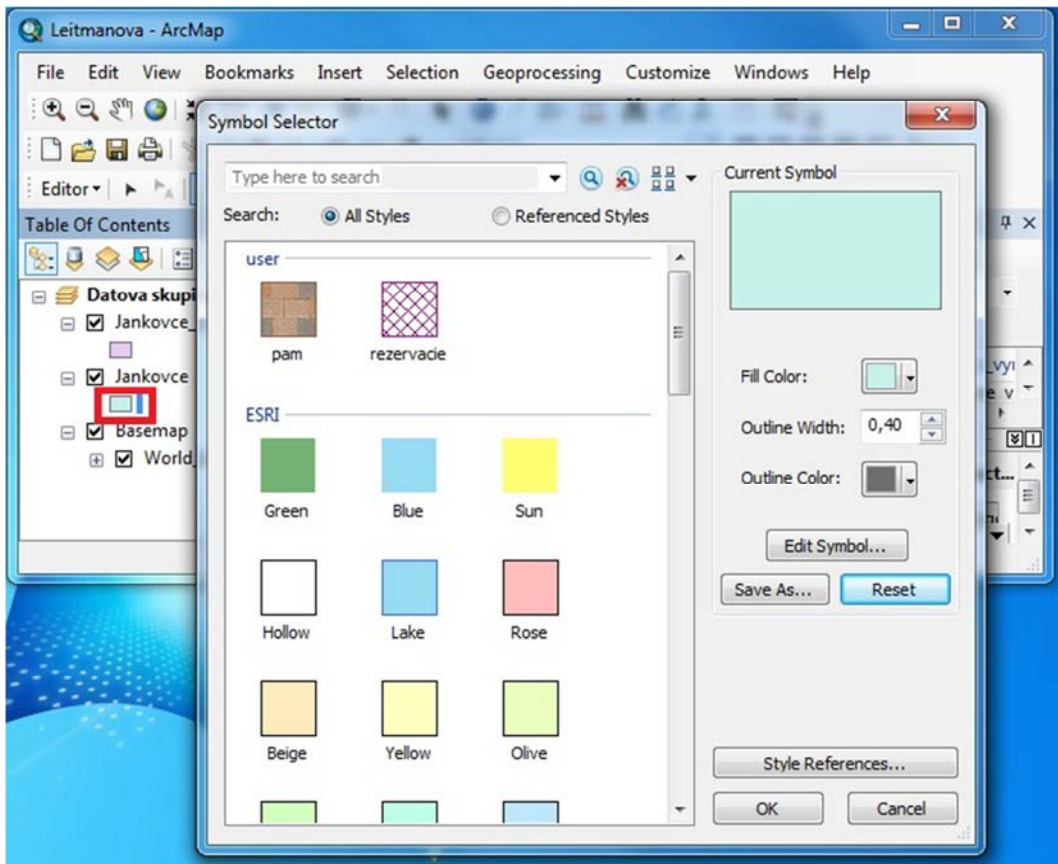 Leitmanova - ArcMap
File Edit View Bookmarks Insert Selection Geoprocessing Customize Windows Help
Editor
Table Of Contents
Datova skupi
Jankovce_
Jankovce
Basemap
World_
Symbol Selector
Type here to search
Search: All Styles Referenced Styles
user
pam rezervacie
ESRI
Green Blue Sun
Hollow Lake Rose
Beige Yellow Olive
Current Symbol
Fill Color:
Outline Width: 0,40
Outline Color:
Edit Symbol...
Save As... Reset
Style References...
OK Cancel